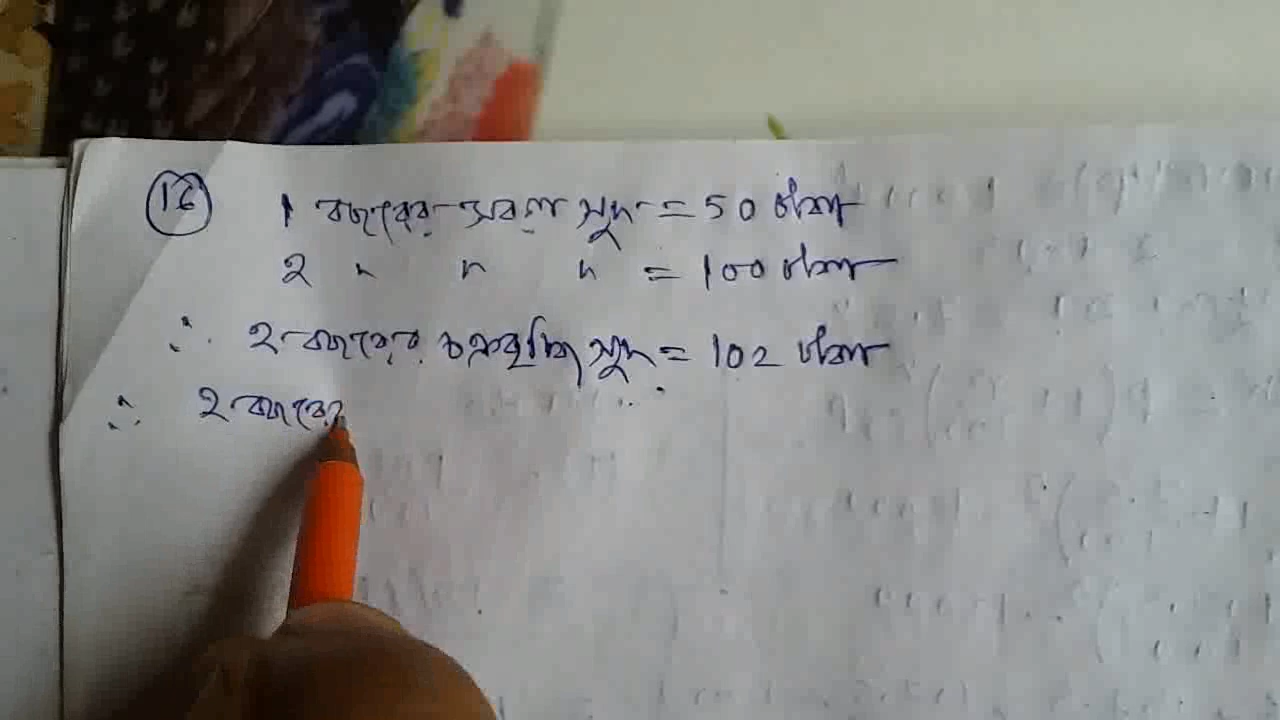 16 1 বছরের সরল সুদ = 50 টাকা
2 " " " = 100 টাকা
∴ 2 বছরের চক্রবৃদ্ধি সুদ = 102 টাকা
∴ 2 বছরের